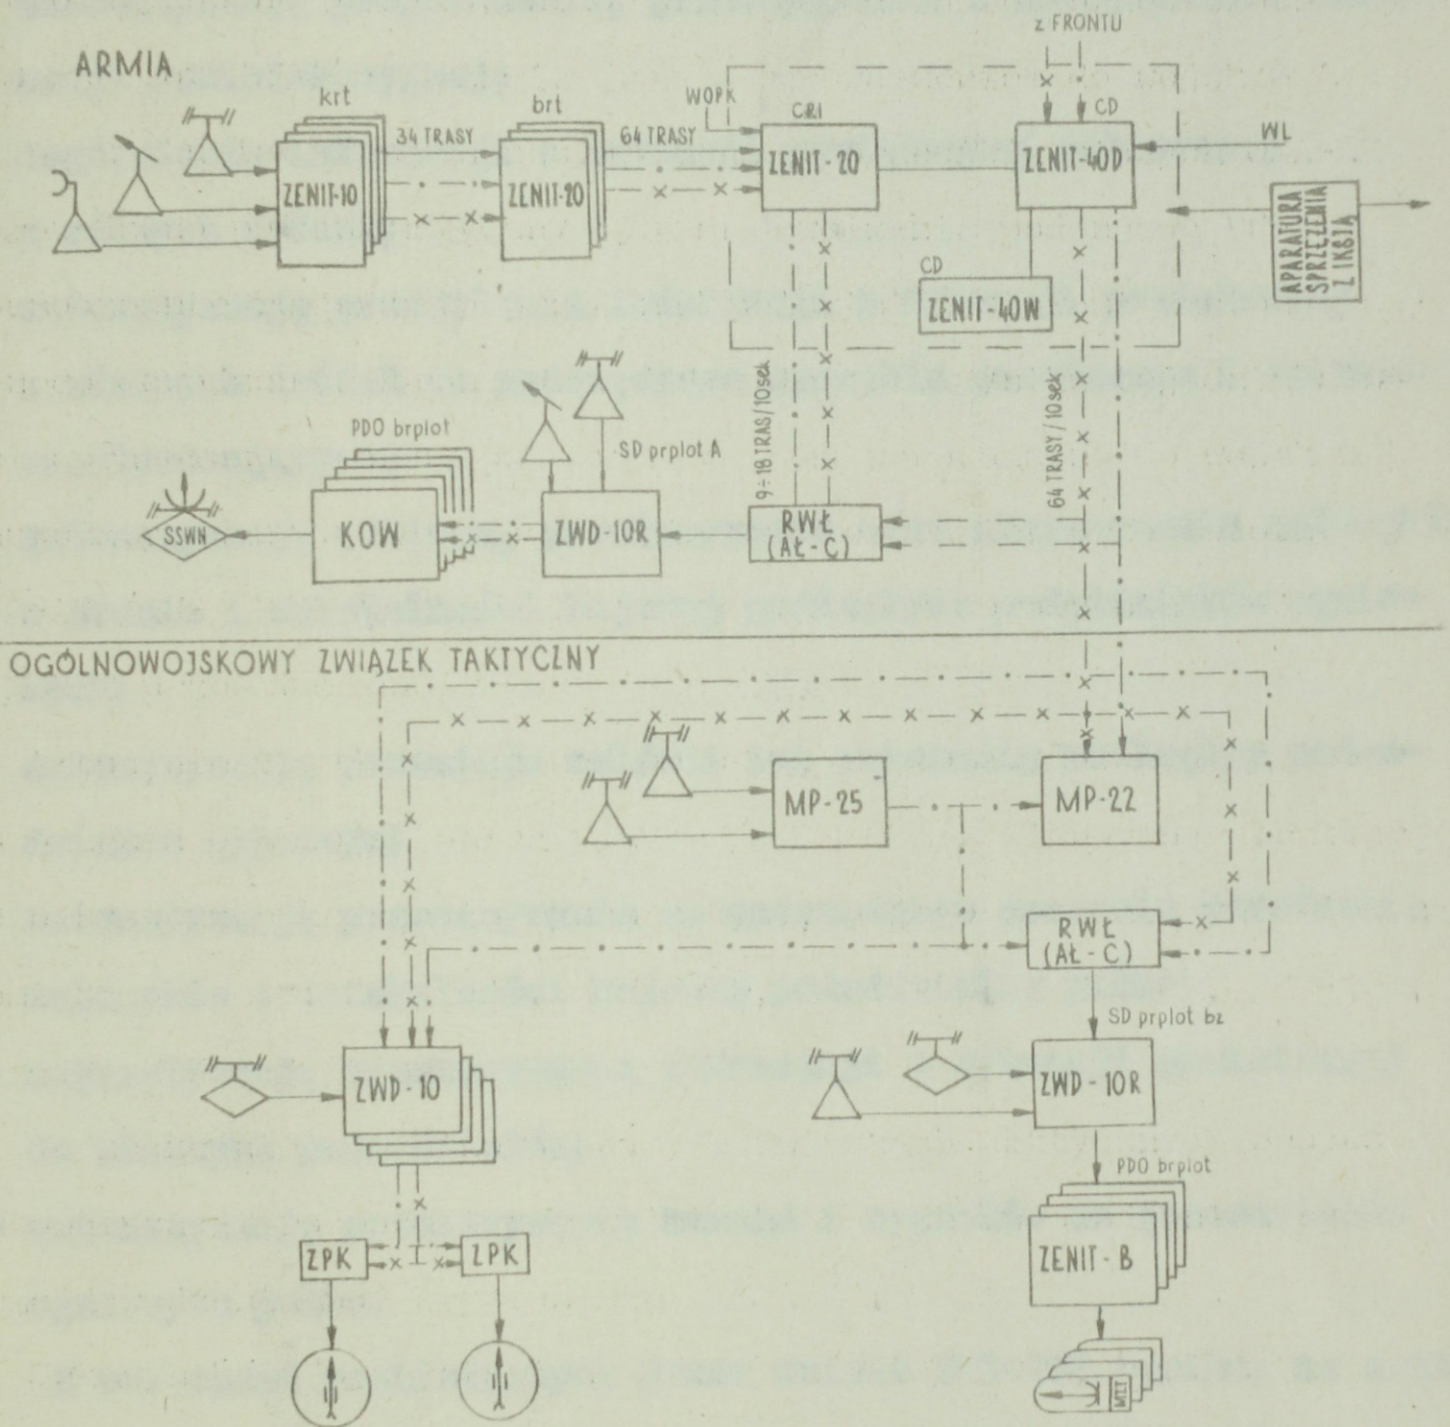 z FRONTU
ARMIA
krt
brt
WOPK
CRI
CD
34 TRASY
64 TRASY
WŁ
ZENIT-10
ZENIT-20
ZENIT-20
ZENIT-40D
APARATURA
SPRZĘŻENIA
Z IKSJĄ
CD
ZENIT-40W
9÷18 TRAS/10sek
64 TRASY/10sek
PDO brplot
SD prplot A
SSWN
KOW
ZWD-10R
RWŁ
(AŁ-C)
OGÓLNOWOJSKOWY ZWIĄZEK TAKTYCZNY
MP-25
MP-22
RWŁ
(AŁ-C)
SD prplot bz
ZWD-10
ZWD-10R
PDO brplot
ZPK
ZPK
ZENIT-B